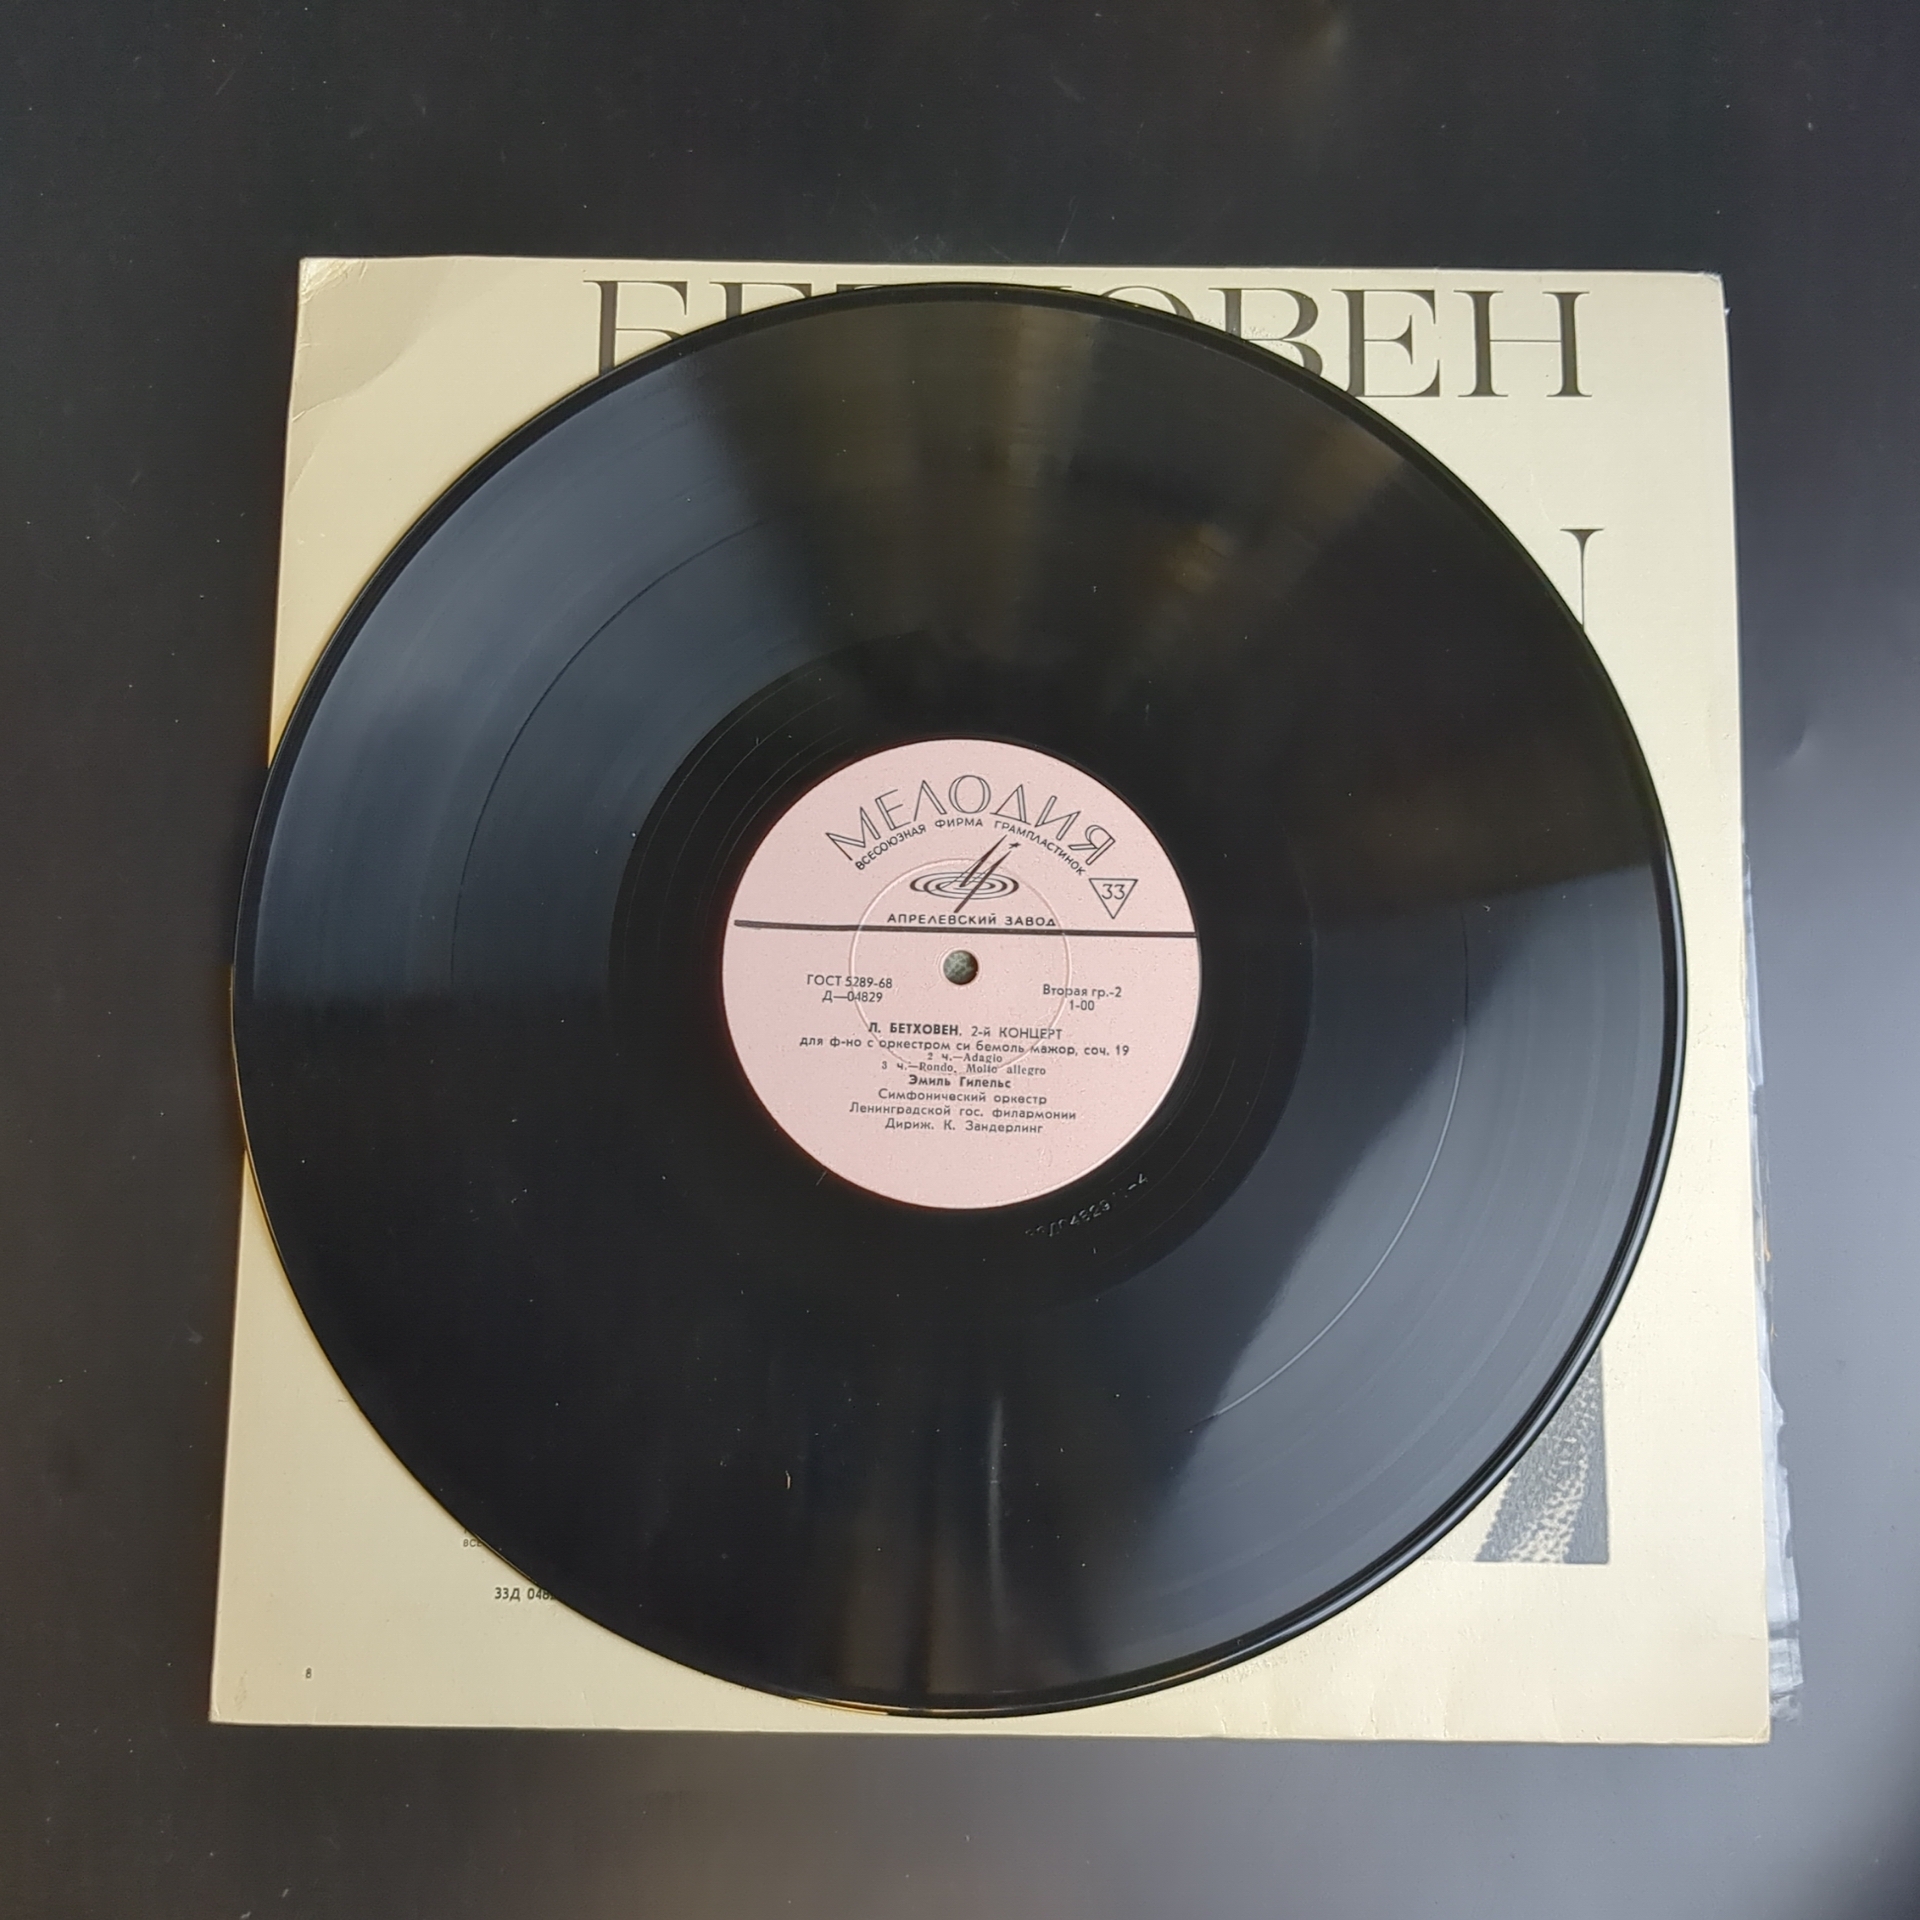 БЕТХОВЕН
МЕЛОДИЯ
ВСЕСОЮЗНАЯ ФИРМА ГРАМПЛАСТИНОК
33
АПРЕЛЕВСКИЙ ЗАВОД
ГОСТ 5289-68
Д—04829
Вторая гр.-2
1-00
Л. БЕТХОВЕН. 2-й КОНЦЕРТ
для ф-но с оркестром си бемоль мажор, соч. 19
2 ч.—Adagio
3 ч.—Rondo, Molto allegro
Эмиль Гилельс
Симфонический оркестр
Ленинградской гос. филармонии
Дириж. К. Зандерлинг
33Д
8